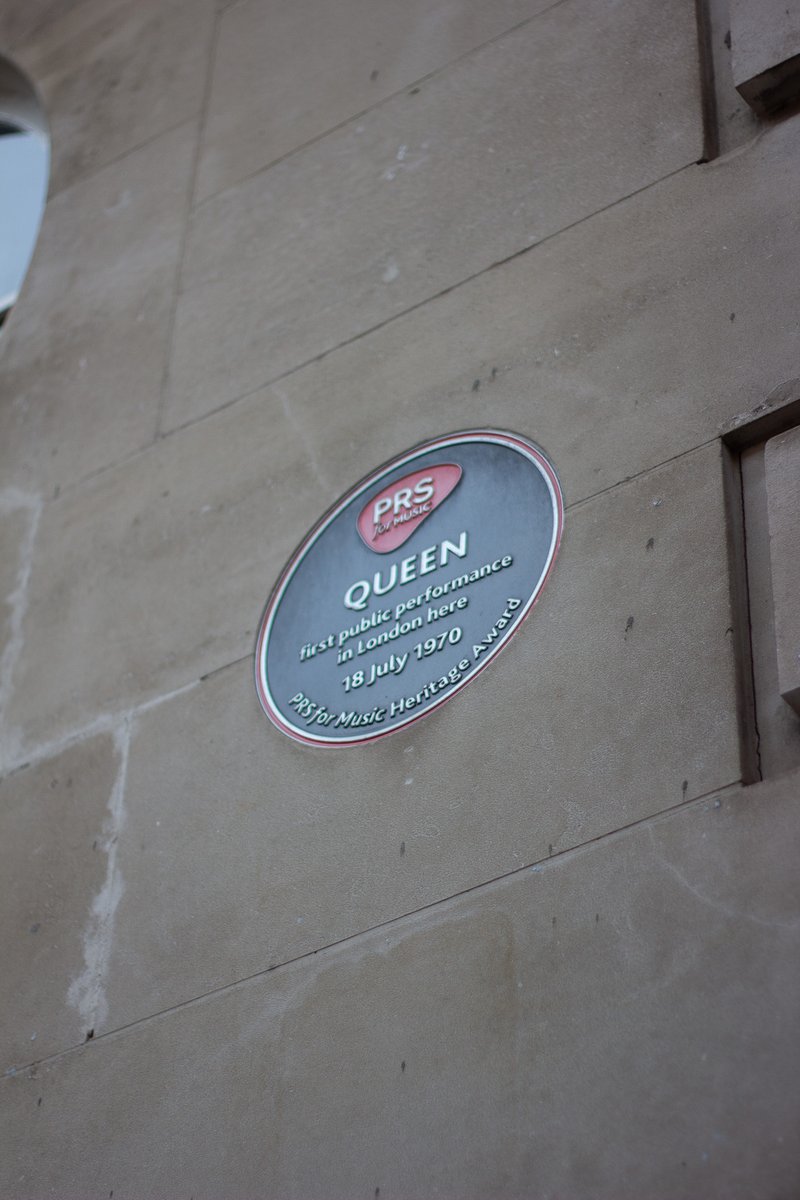 PRS
for MUSIC
QUEEN
first public performance
in London here
18 July 1970
PRS for Music Heritage Award